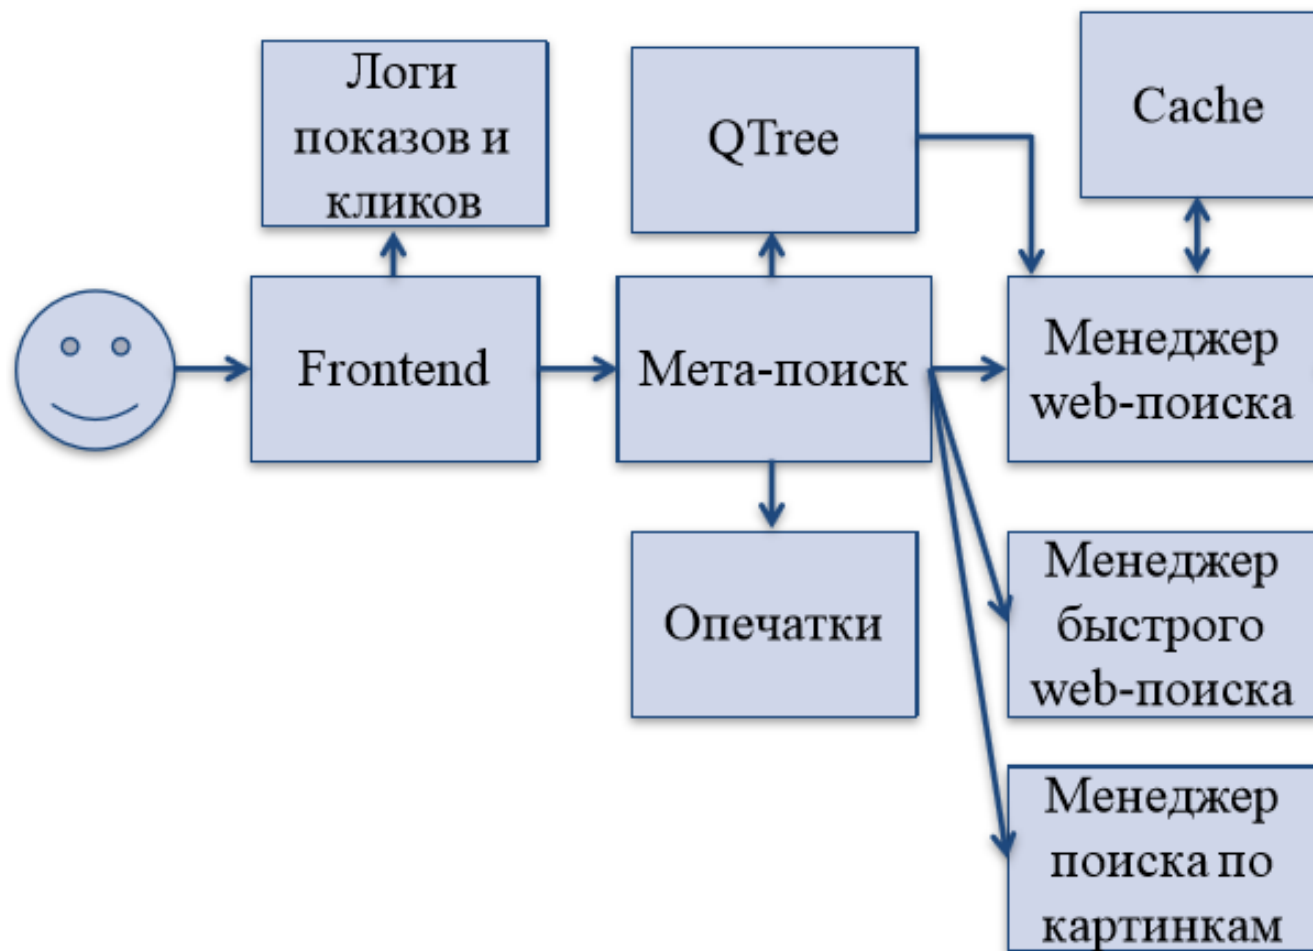 Логи
показов и
кликов
QTree
Cache
Frontend
Мета-поиск
Менеджер
web-поиска
Опечатки
Менеджер
быстрого
web-поиска
Менеджер
поиска по
картинкам